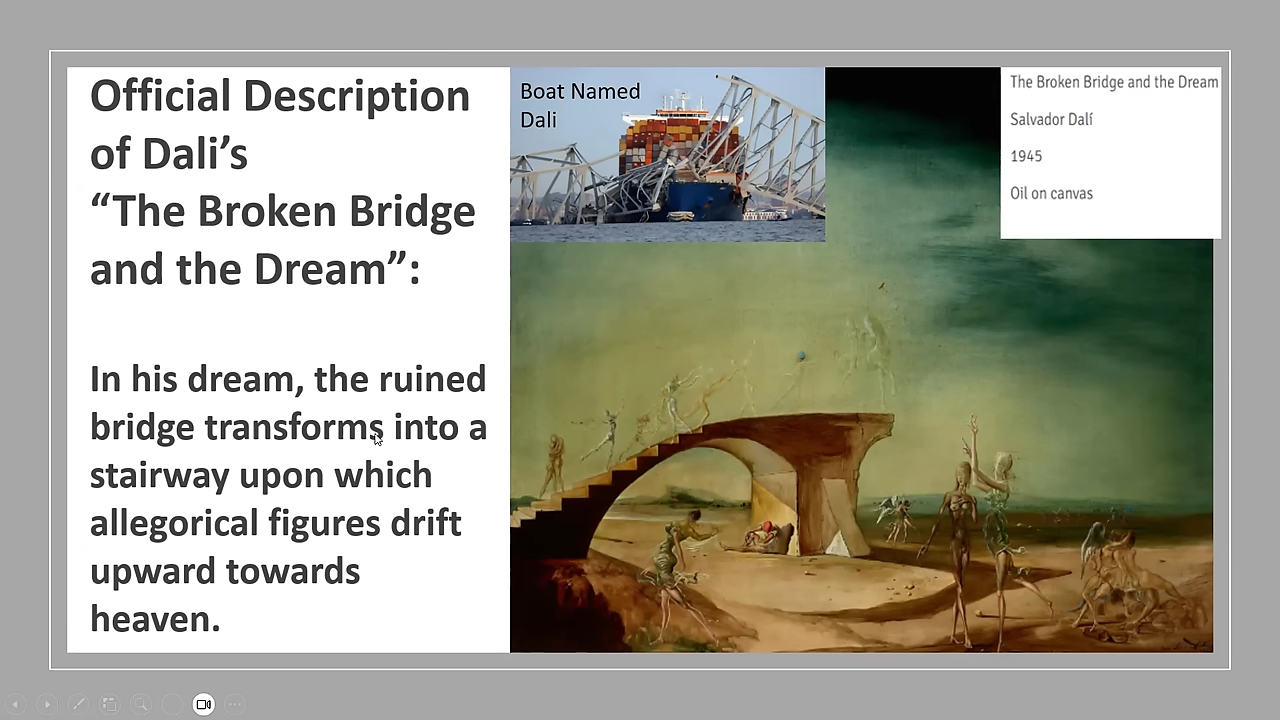 Official Description
of Dali’s
“The Broken Bridge
and the Dream”:
In his dream, the ruined
bridge transforms into a
stairway upon which
allegorical figures drift
upward towards
heaven.
Boat Named
Dali
The Broken Bridge and the Dream
Salvador Dalí
1945
Oil on canvas